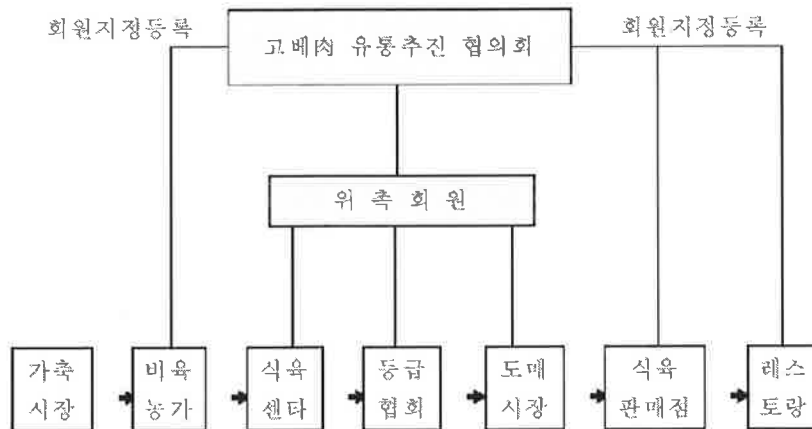 회원지정등록
고베肉 유통추진 협의회
회원지정등록
위 촉 회 원
가축
시장
비육
농가
식육
센타
등급
협회
도매
시장
식육
판매점
레스
토랑